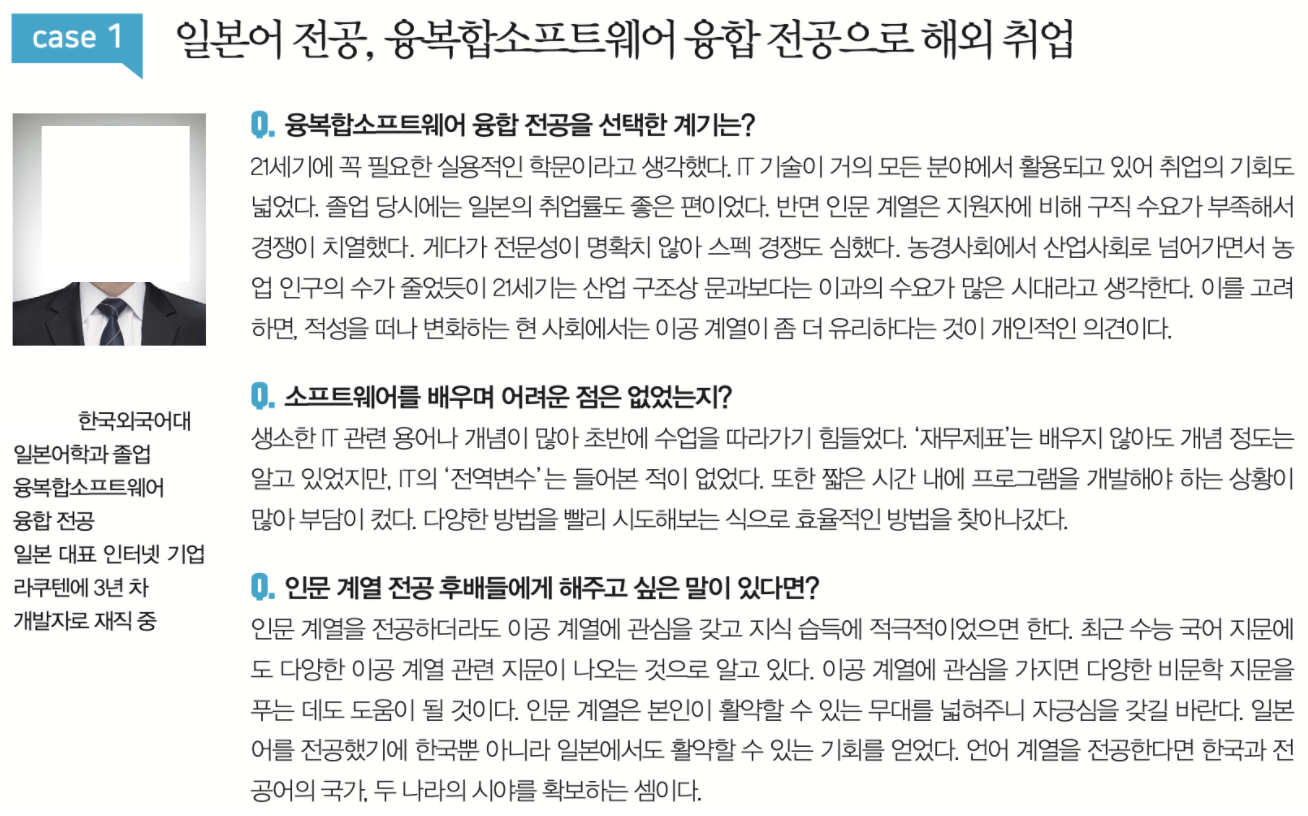 case 1
일본어 전공, 융복합소프트웨어 융합 전공으로 해외 취업
한국외국어대
일본어학과 졸업
융복합소프트웨어
융합 전공
일본 대표 인터넷 기업
라쿠텐에 3년 차
개발자로 재직 중
Q. 융복합소프트웨어 융합 전공을 선택한 계기는?
21세기에 꼭 필요한 실용적인 학문이라고 생각했다. IT 기술이 거의 모든 분야에서 활용되고 있어 취업의 기회도
넓었다. 졸업 당시에는 일본의 취업률도 좋은 편이었다. 반면 인문 계열은 지원자에 비해 구직 수요가 부족해서
경쟁이 치열했다. 게다가 전문성이 명확치 않아 스펙 경쟁도 심했다. 농경사회에서 산업사회로 넘어가면서 농
업 인구의 수가 줄었듯이 21세기는 산업 구조상 문과보다는 이과의 수요가 많은 시대라고 생각한다. 이를 고려
하면, 적성을 떠나 변화하는 현 사회에서는 이공 계열이 좀 더 유리하다는 것이 개인적인 의견이다.
Q. 소프트웨어를 배우며 어려운 점은 없었는지?
생소한 IT 관련 용어나 개념이 많아 초반에 수업을 따라가기 힘들었다. ‘재무제표’는 배우지 않아도 개념 정도는
알고 있었지만, IT의 ‘전역변수’는 들어본 적이 없었다. 또한 짧은 시간 내에 프로그램을 개발해야 하는 상황이
많아 부담이 컸다. 다양한 방법을 빨리 시도해보는 식으로 효율적인 방법을 찾아나갔다.
Q. 인문 계열 전공 후배들에게 해주고 싶은 말이 있다면?
인문 계열을 전공하더라도 이공 계열에 관심을 갖고 지식 습득에 적극적이었으면 한다. 최근 수능 국어 지문에
도 다양한 이공 계열 관련 지문이 나오는 것으로 알고 있다. 이공 계열에 관심을 가지면 다양한 비문학 지문을
푸는 데도 도움이 될 것이다. 인문 계열은 본인이 활약할 수 있는 무대를 넓혀주니 자긍심을 갖길 바란다. 일본
어를 전공했기에 한국뿐 아니라 일본에서도 활약할 수 있는 기회를 얻었다. 언어 계열을 전공한다면 한국과 전
공어의 국가, 두 나라의 시야를 확보하는 셈이다.